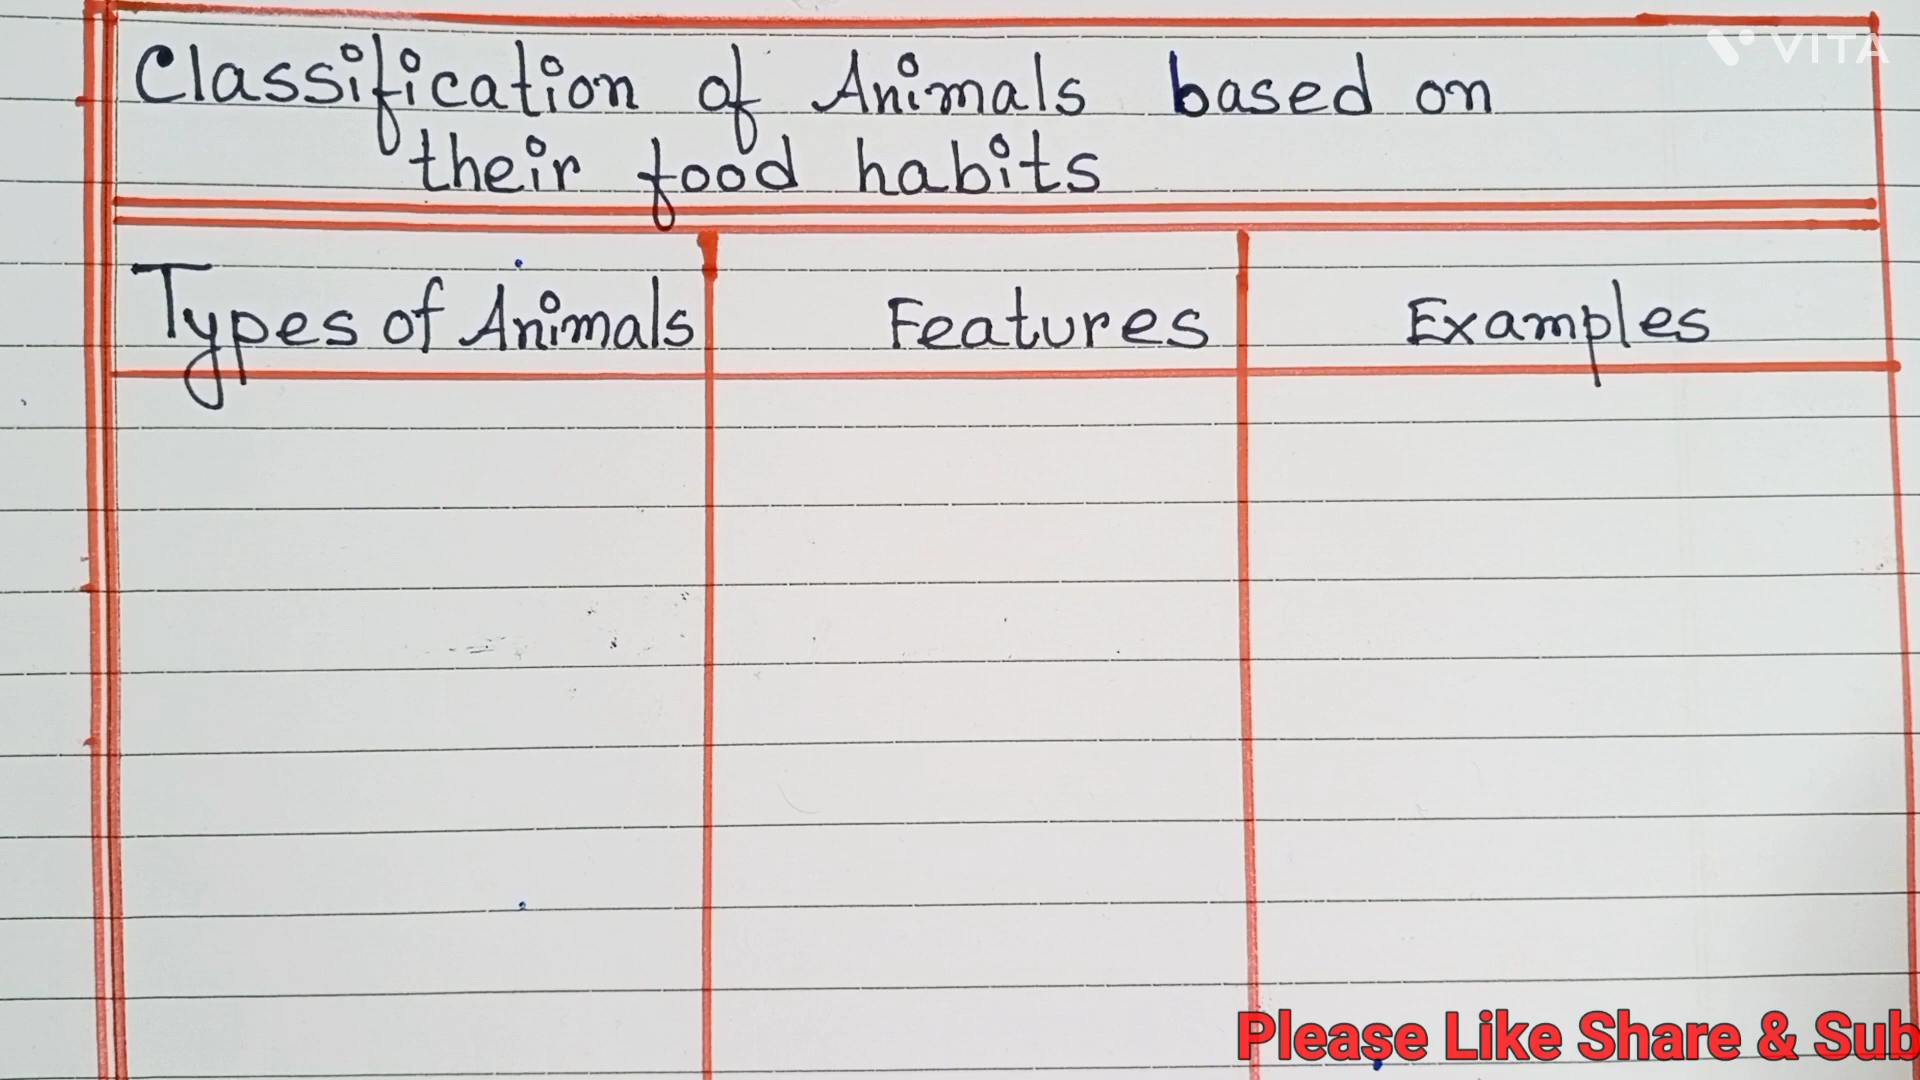 Classification of Animals based on
their food habits
VITA
Types of Animals Features Examples
Please Like Share & Sub